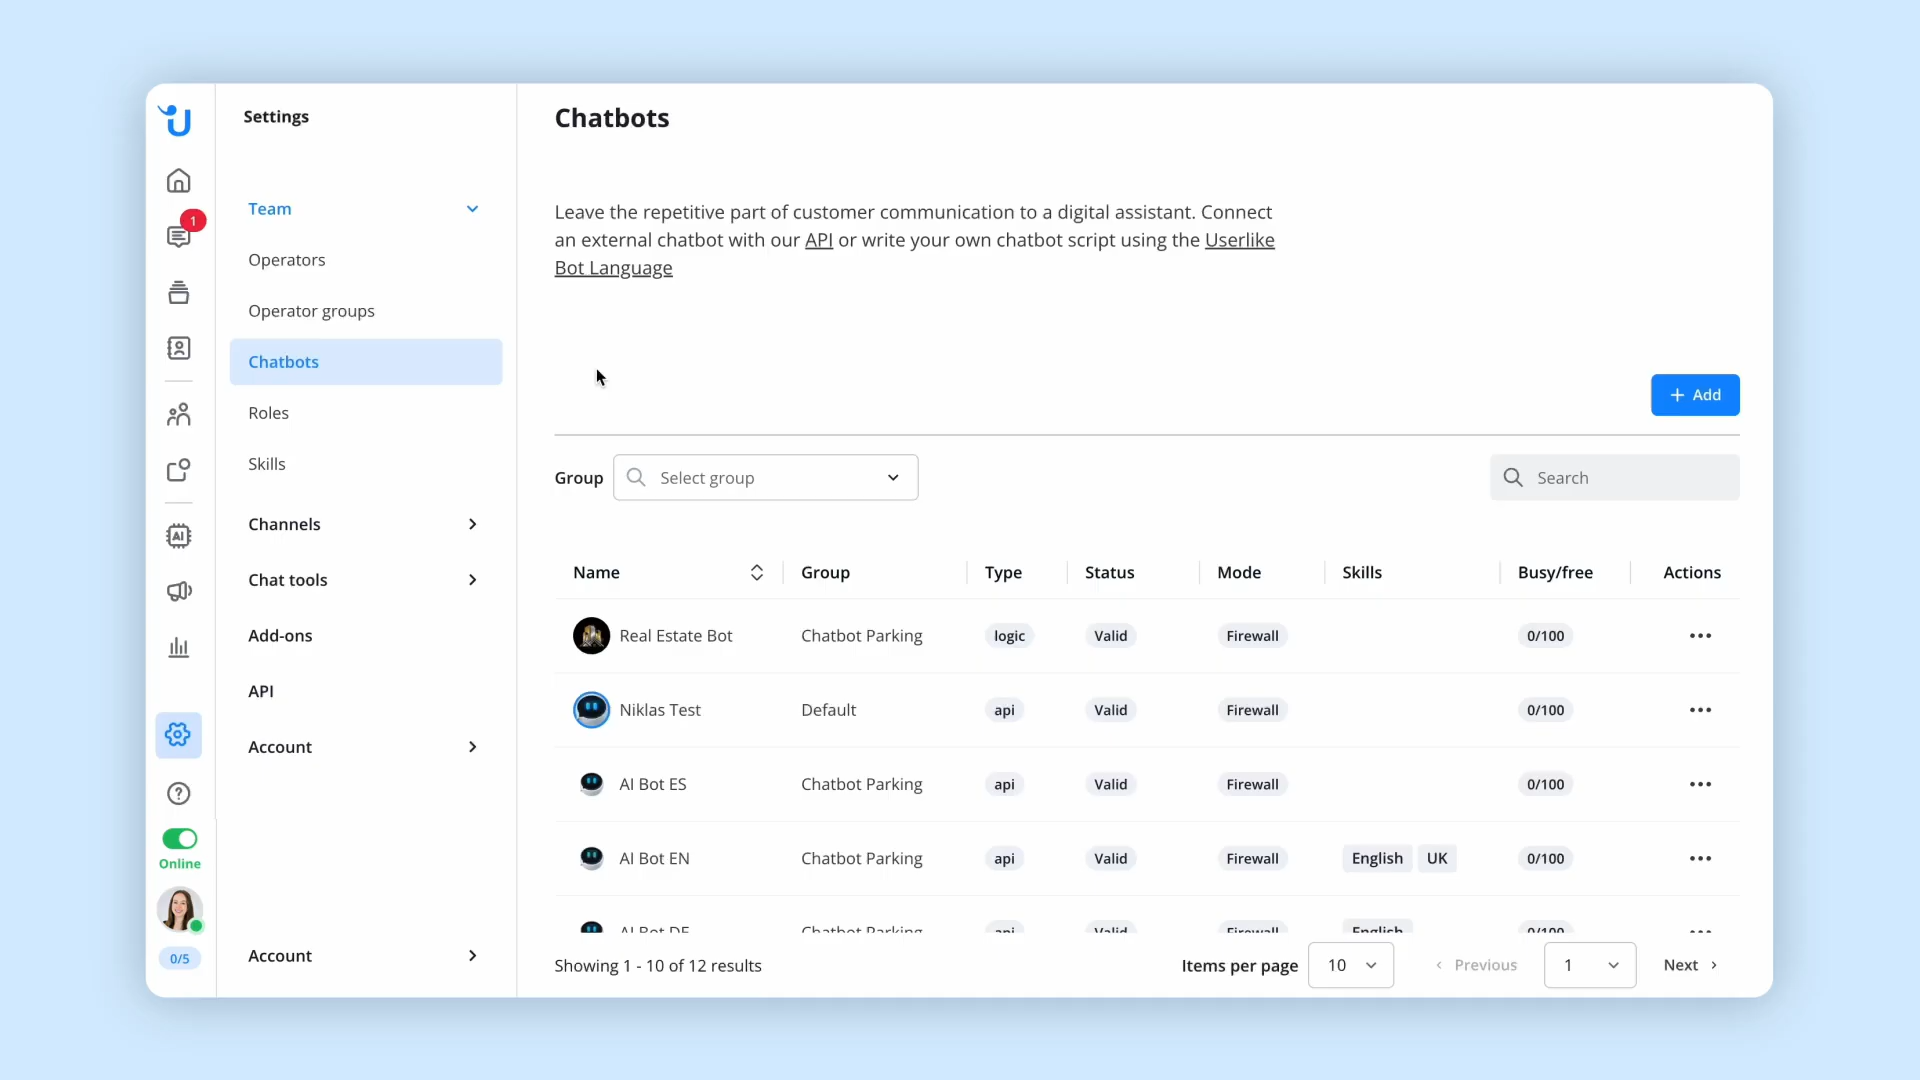 Settings
Chatbots
1
Team
Operators
Operator groups
Chatbots
Roles
Skills
Channels
Chat tools
Add-ons
API
Account
Account
AI
Online
0/5
Leave the repetitive part of customer communication to a digital assistant. Connect
an external chatbot with our API or write your own chatbot script using the Userlike
Bot Language
+ Add
Group Select group Search
Name Group Type Status Mode Skills Busy/free Actions
Real Estate Bot Chatbot Parking logic Valid Firewall 0/100
Niklas Test Default api Valid Firewall 0/100
AI Bot ES Chatbot Parking api Valid Firewall 0/100
AI Bot EN Chatbot Parking api Valid Firewall English UK 0/100
AI Bot DE Chatbot Parking api Valid Firewall English 0/100
Showing 1 - 10 of 12 results Items per page 10 Previous 1 Next